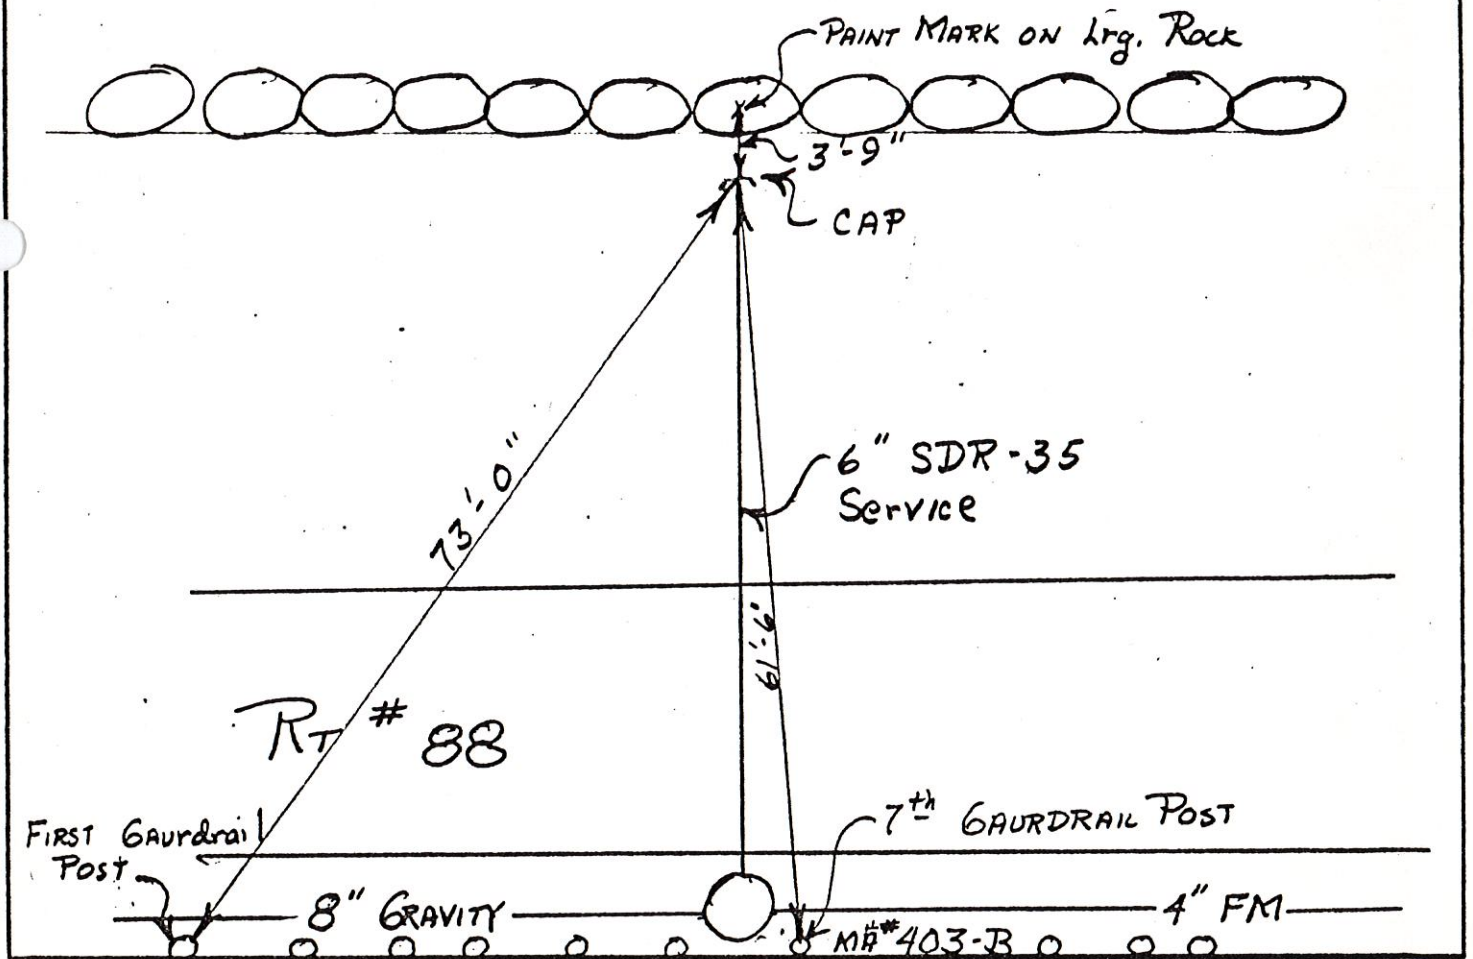 PAINT MARK ON Lrg. ROCK
3'-9"
CAP
73'-0"
6" SDR-35
Service
61'-6"
RT # 88
7th GAURDRAIL POST
FIRST GAurdrail
Post
8" GRAVITY
4" FM
MH# 403-B